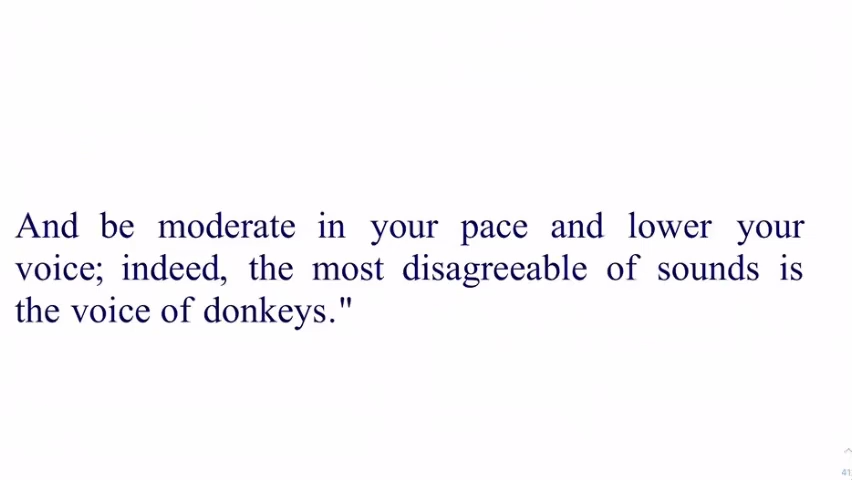 And be moderate in your pace and lower your
voice; indeed, the most disagreeable of sounds is
the voice of donkeys."
41